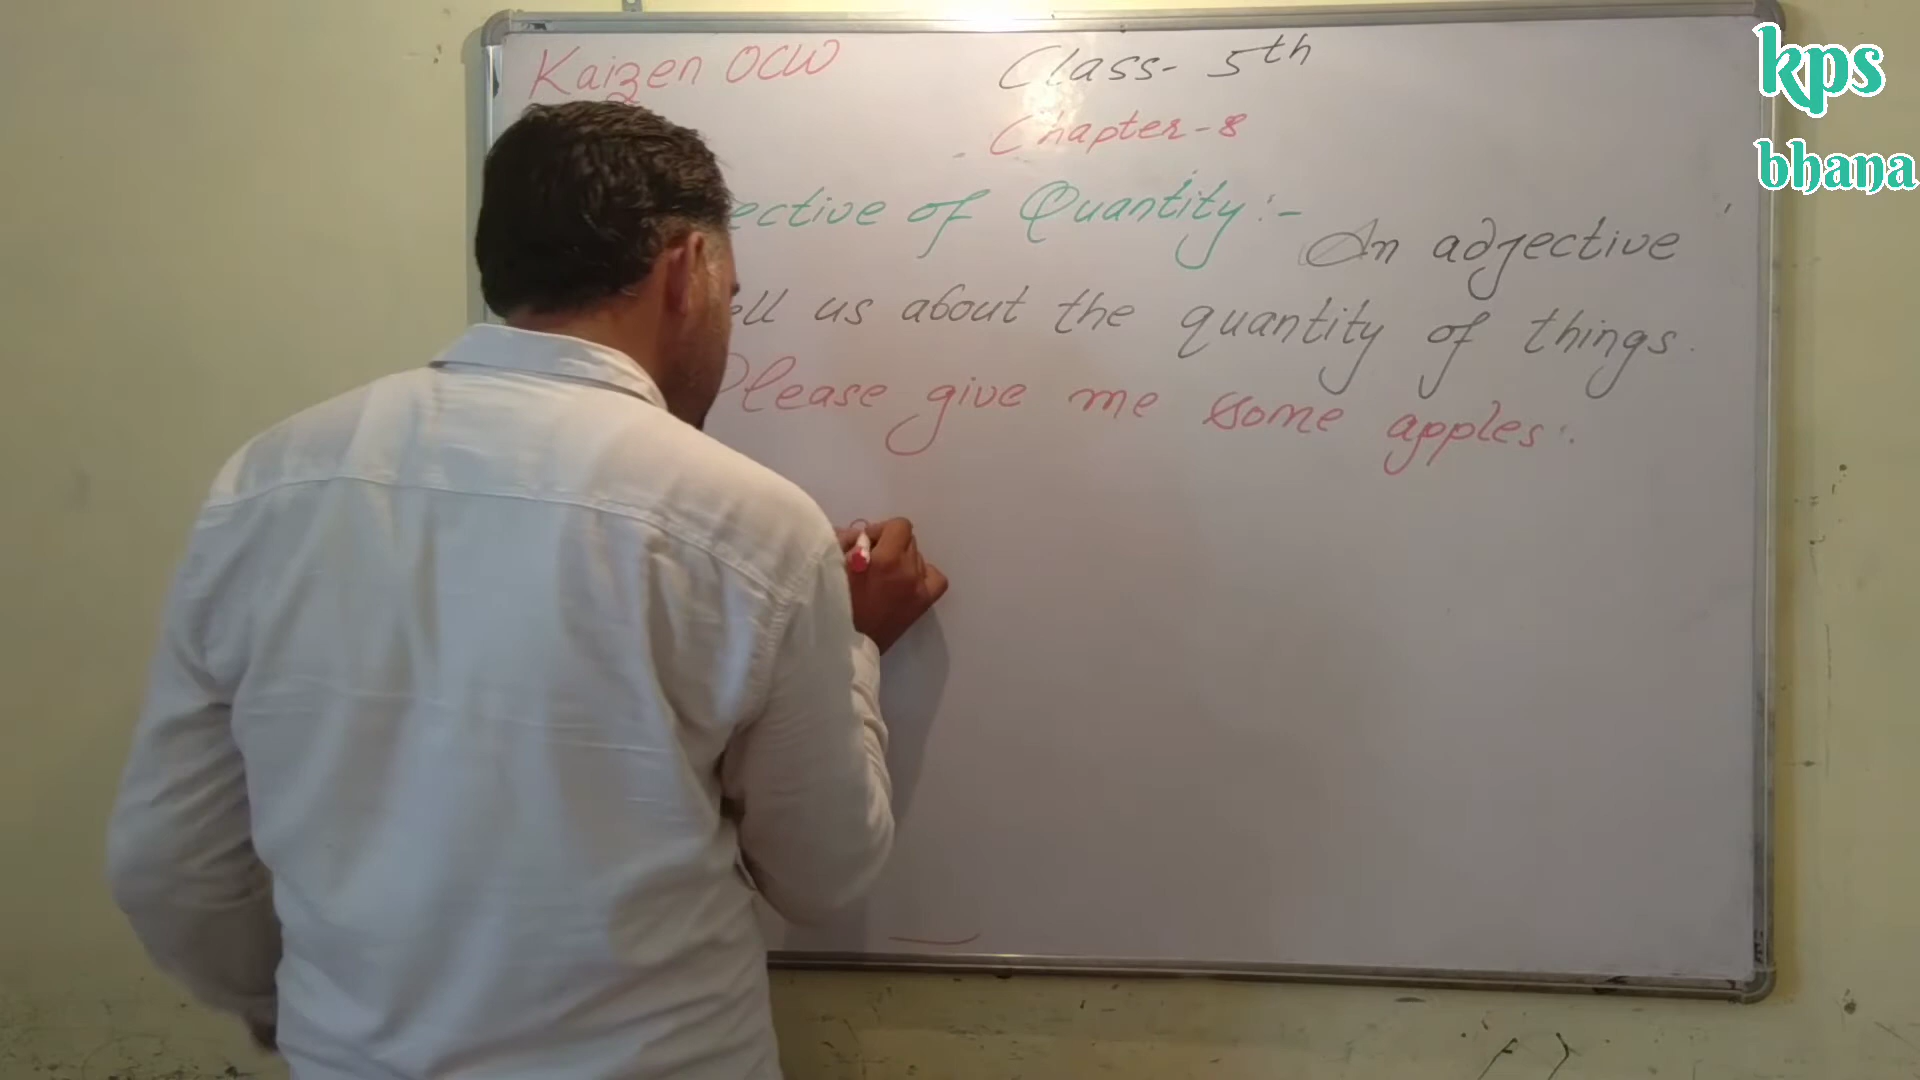 Kaizen OCW
Class- 5th
Chapter-8
ective of Quantity:- An adjective
ell us about the quantity of things.
Please give me some apples.
kps
bhana